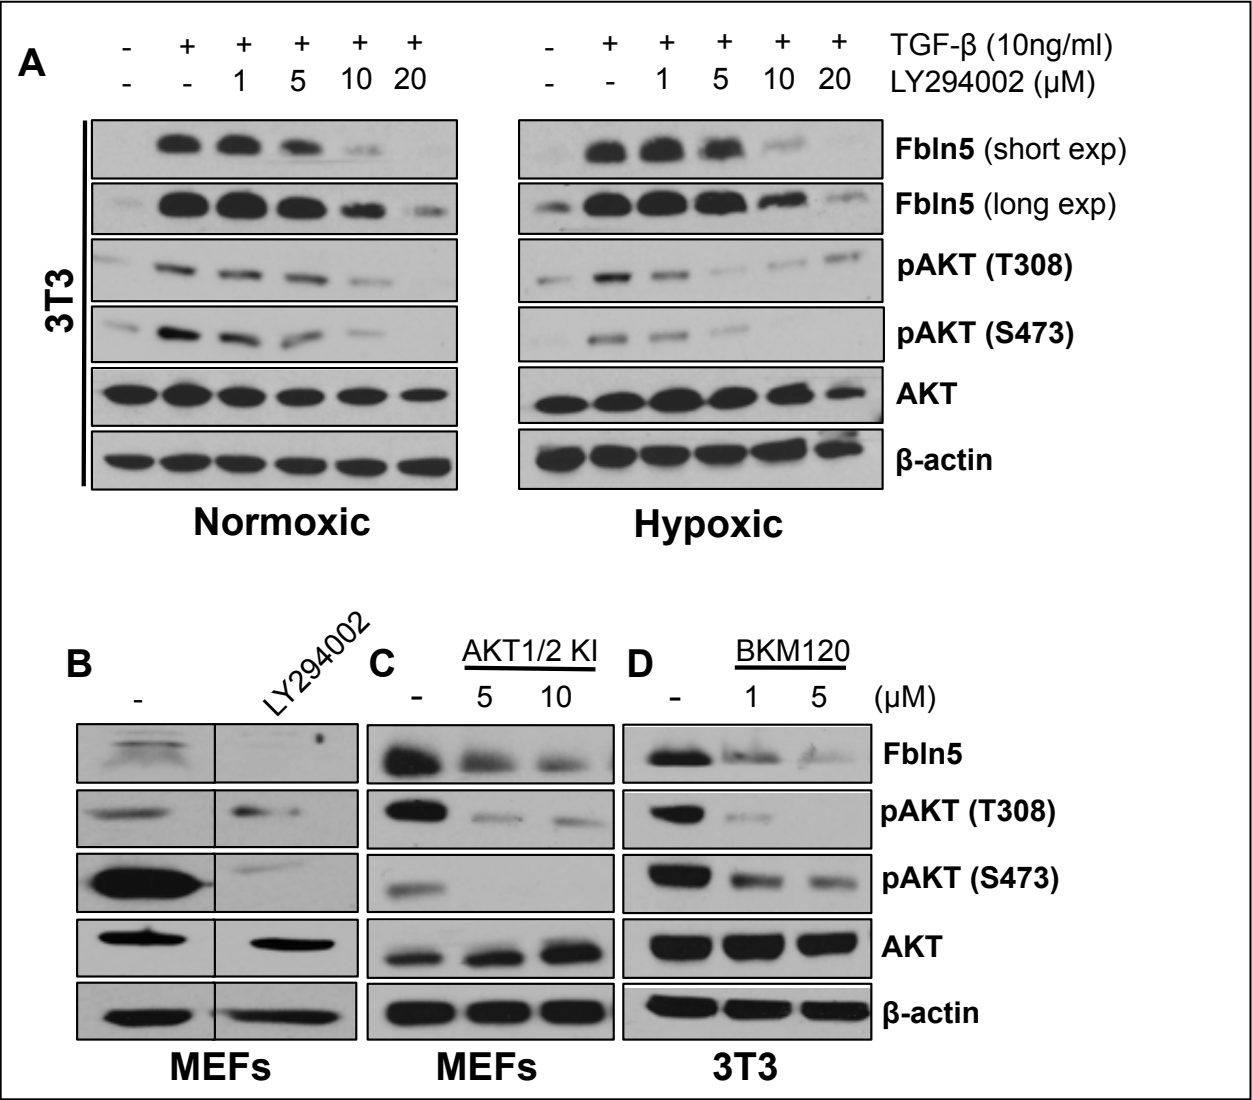 A
- + + + + + - + + + + + TGF-β (10ng/ml)
- - 1 5 10 20 - - 1 5 10 20 LY294002 (µM)
3T3
Fbln5 (short exp)
Fbln5 (long exp)
pAKT (T308)
pAKT (S473)
AKT
β-actin
Normoxic Hypoxic
B - LY294002
C AKT1/2 KI
- 5 10
D BKM120
- 1 5 (µM)
Fbln5
pAKT (T308)
pAKT (S473)
AKT
β-actin
MEFs MEFs 3T3